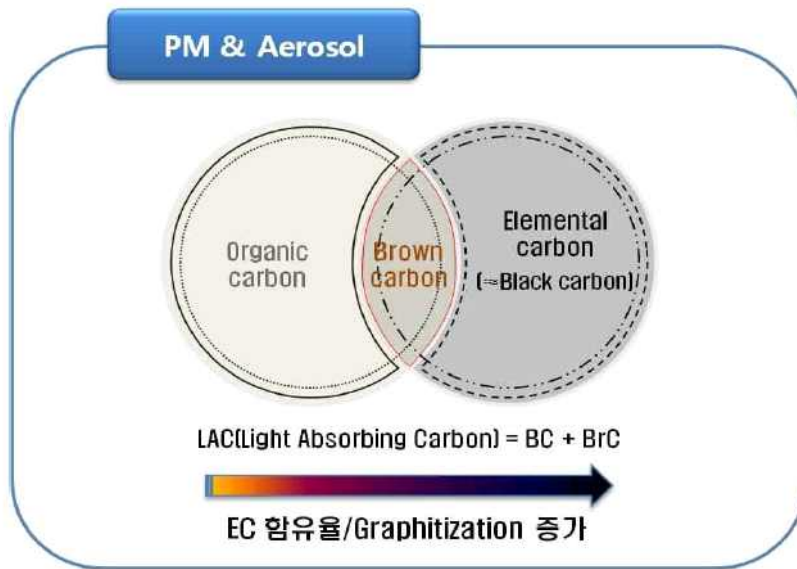 PM & Aerosol
Organic
carbon
Brown
carbon
Elemental
carbon
(≒Black carbon)
LAC(Light Absorbing Carbon) = BC + BrC
EC 함유율/Graphitization 증가